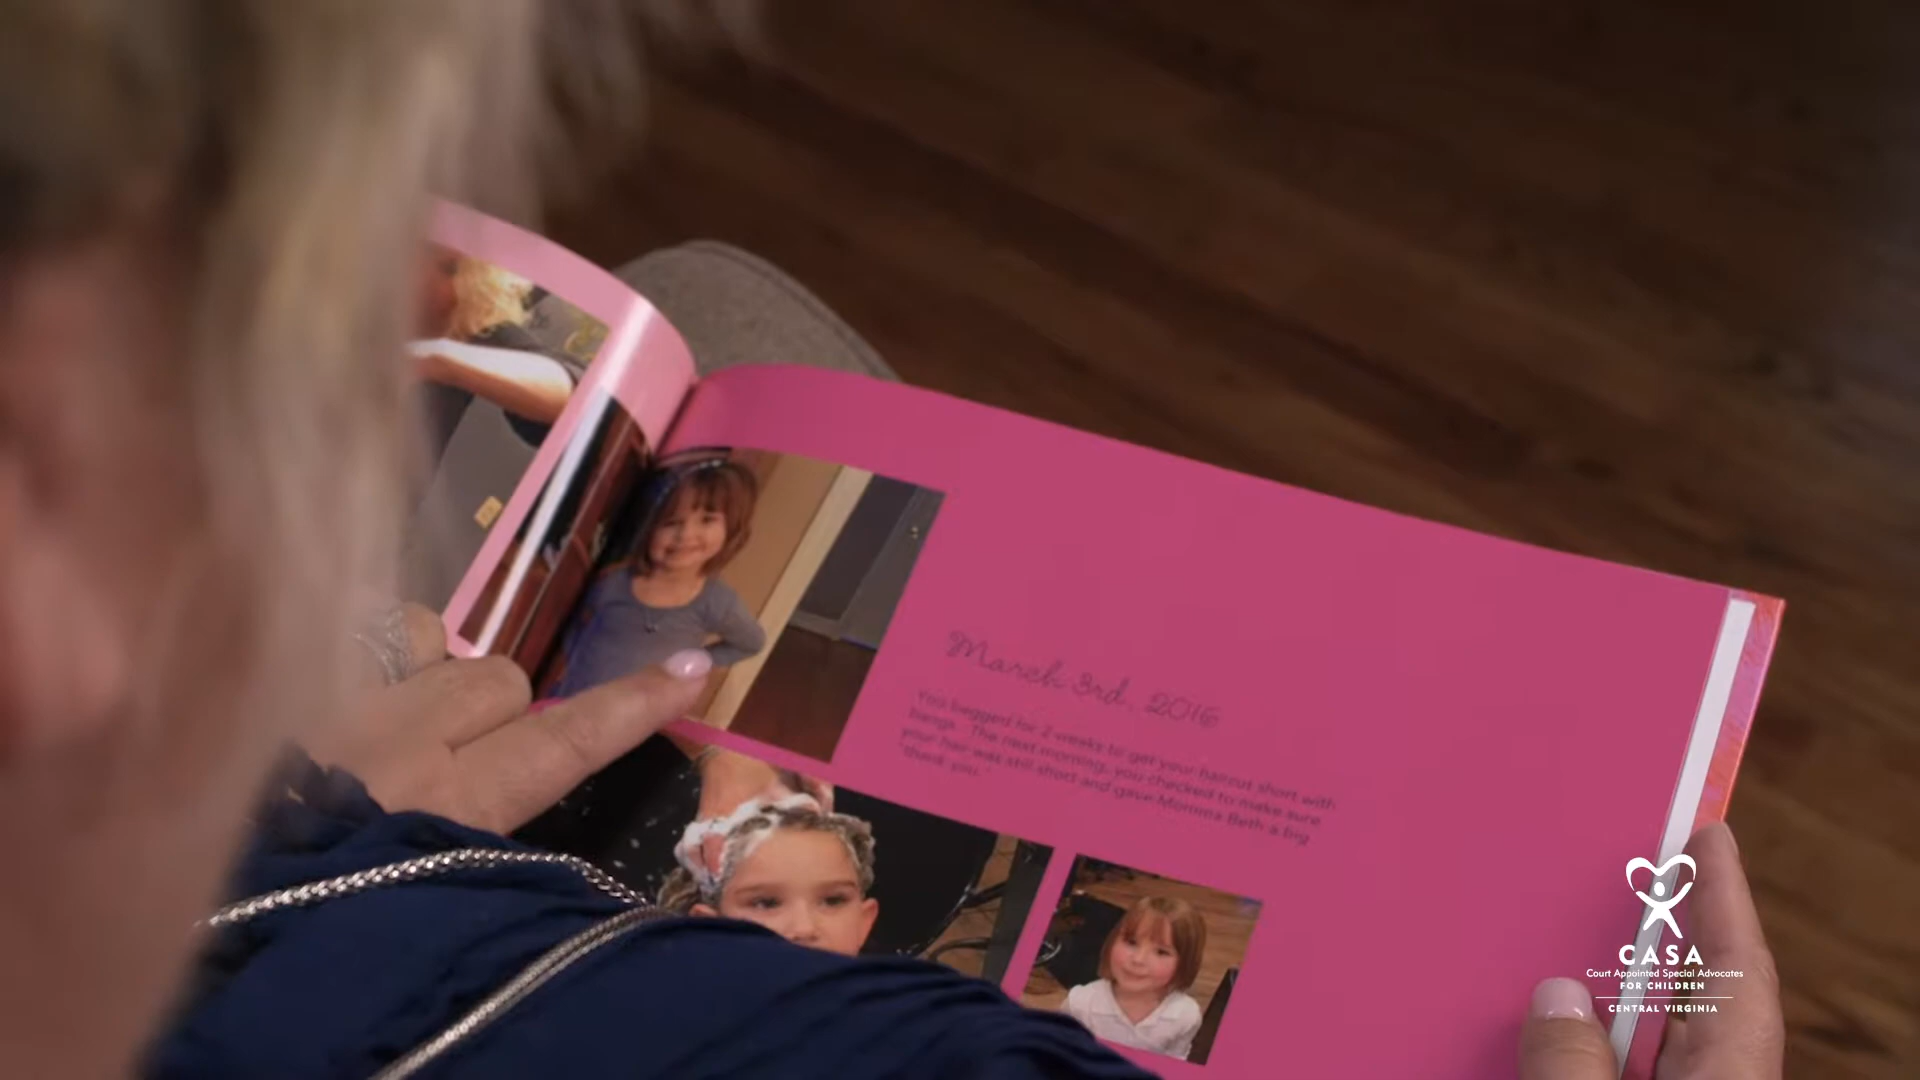 March 3rd, 2016
You begged for 2 weeks to get your haircut short with
bangs. The next morning, you checked to make sure
your hair was still short and gave Momma Beth a big
"thank you."
CASA
Court Appointed Special Advocates
FOR CHILDREN
CENTRAL VIRGINIA